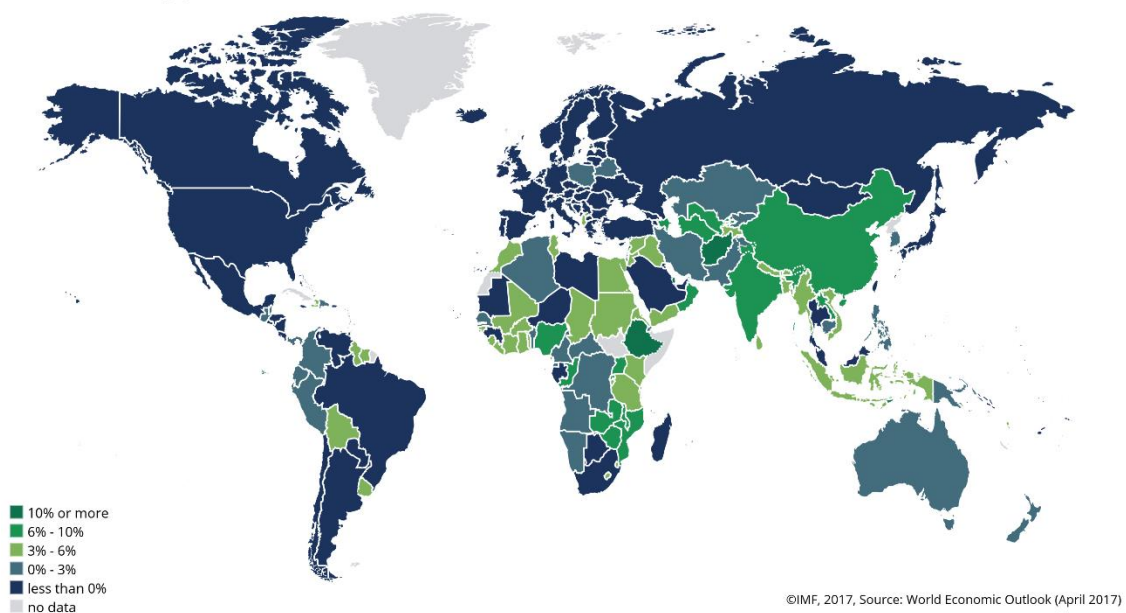 10% or more
6% - 10%
3% - 6%
0% - 3%
less than 0%
no data
©IMF, 2017, Source: World Economic Outlook (April 2017)